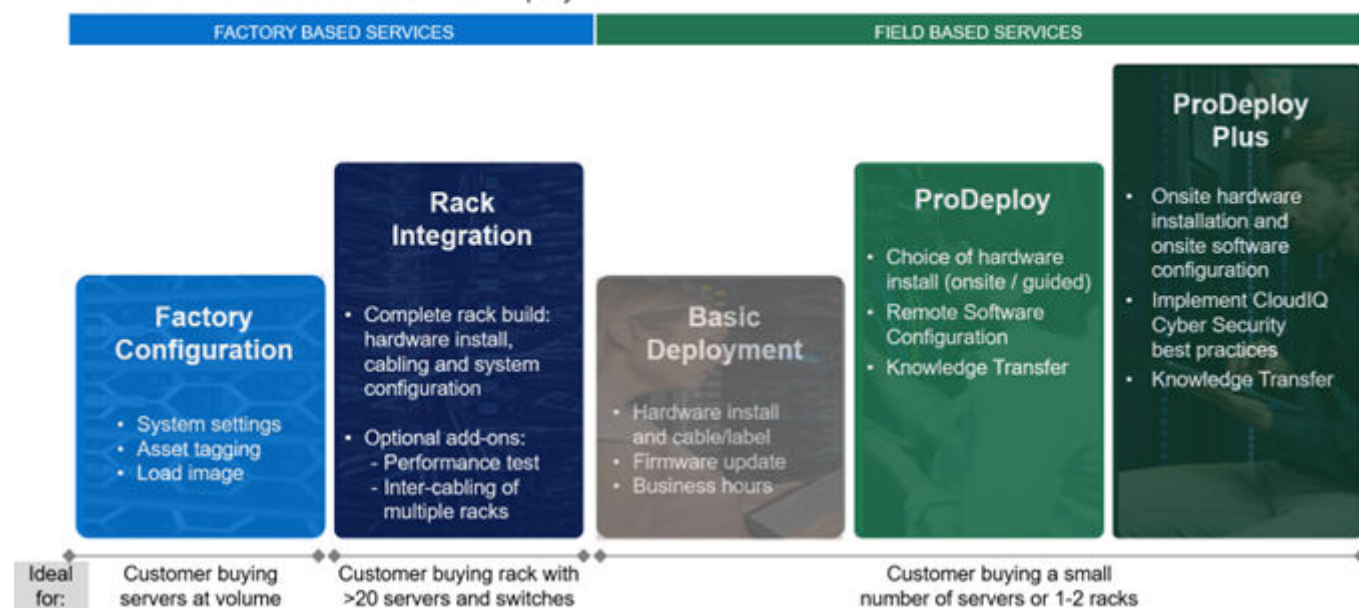 FACTORY BASED SERVICES
FIELD BASED SERVICES
Factory
Configuration
• System settings
• Asset tagging
• Load image
Rack
Integration
• Complete rack build:
hardware install,
cabling and system
configuration
• Optional add-ons:
- Performance test
- Inter-cabling of
multiple racks
Basic
Deployment
• Hardware install
and cable/label
• Firmware update
• Business hours
ProDeploy
• Choice of hardware
install (onsite / guided)
• Remote Software
Configuration
• Knowledge Transfer
ProDeploy
Plus
• Onsite hardware
installation and
onsite software
configuration
• Implement CloudIQ
Cyber Security
best practices
• Knowledge Transfer
Ideal
for:
Customer buying
servers at volume
Customer buying rack with
>20 servers and switches
Customer buying a small
number of servers or 1-2 racks